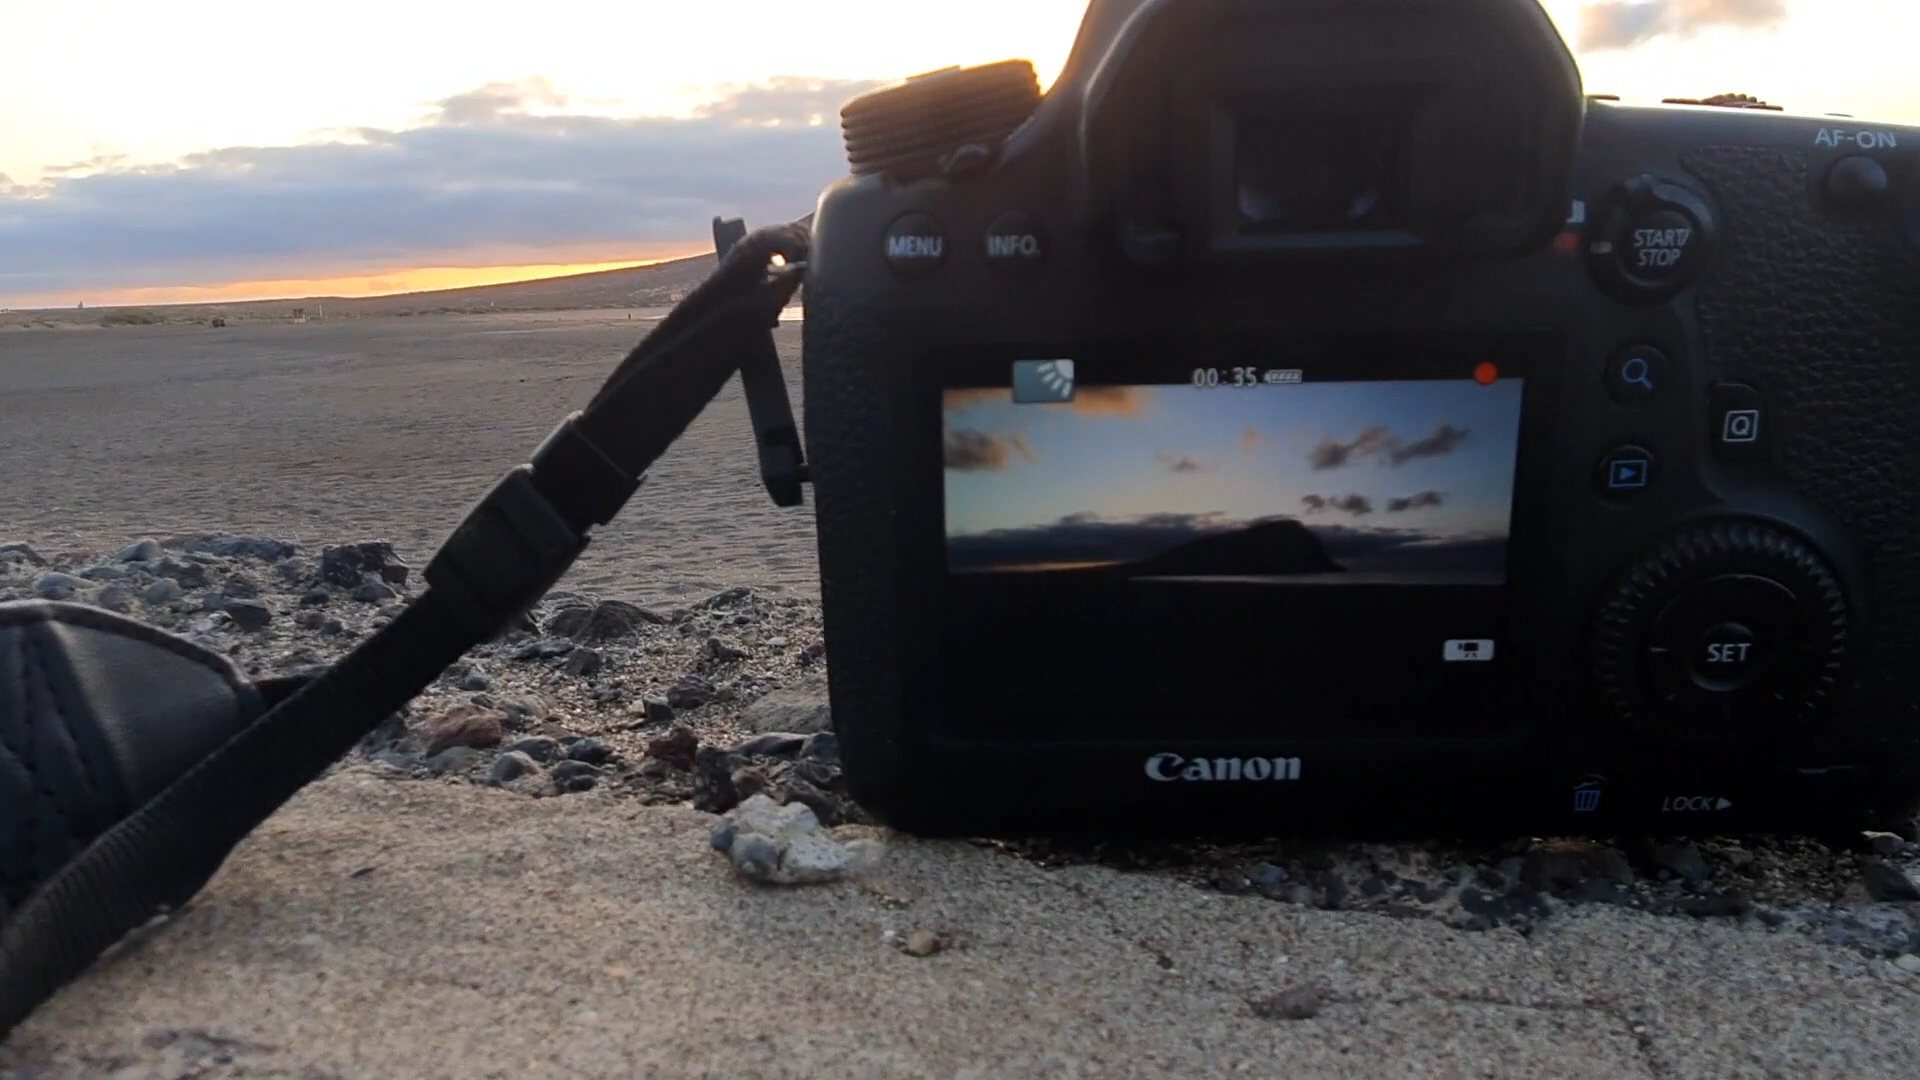 AF-ON
MENU
INFO.
START/
STOP
00:35
Q
SET
Canon
LOCK